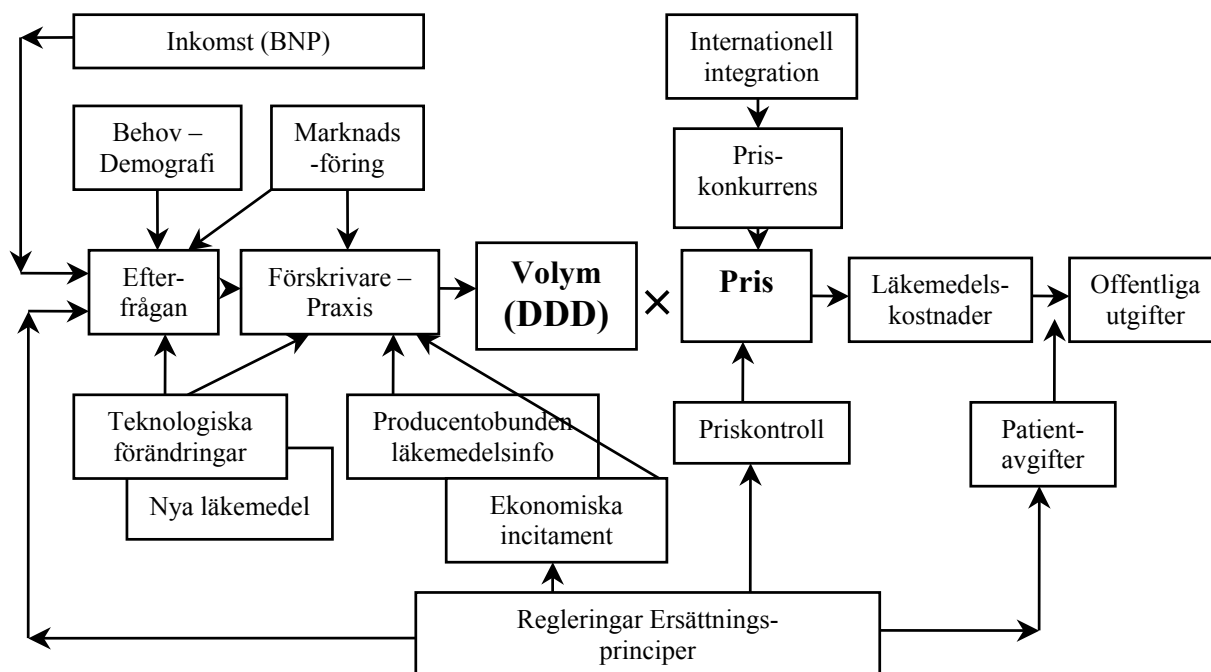 Inkomst (BNP)
Internationell
integration
Behov –
Demografi
Marknads
-föring
Pris-
konkurrens
Efter-
frågan
Förskrivare –
Praxis
Volym
(DDD)
×
Pris
Läkemedels-
kostnader
Offentliga
utgifter
Teknologiska
förändringar
Nya läkemedel
Producentobunden
läkemedelsinfo
Ekonomiska
incitament
Priskontroll
Patient-
avgifter
Regleringar Ersättnings-
principer